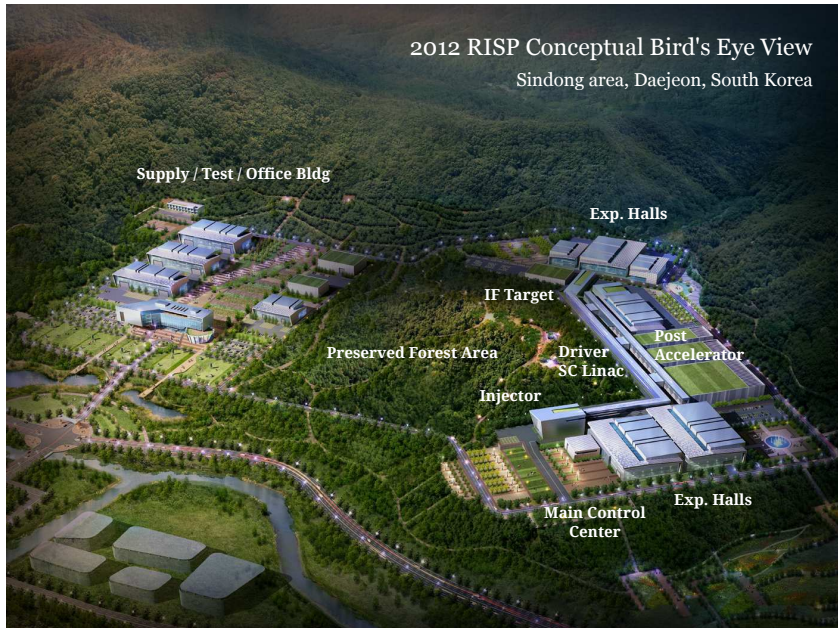 2012 RISP Conceptual Bird's Eye View
Sindong area, Daejeon, South Korea
Supply / Test / Office Bldg
Exp. Halls
IF Target
Post
Accelerator
Preserved Forest Area
Driver
SC Linac
Injector
Exp. Halls
Main Control
Center